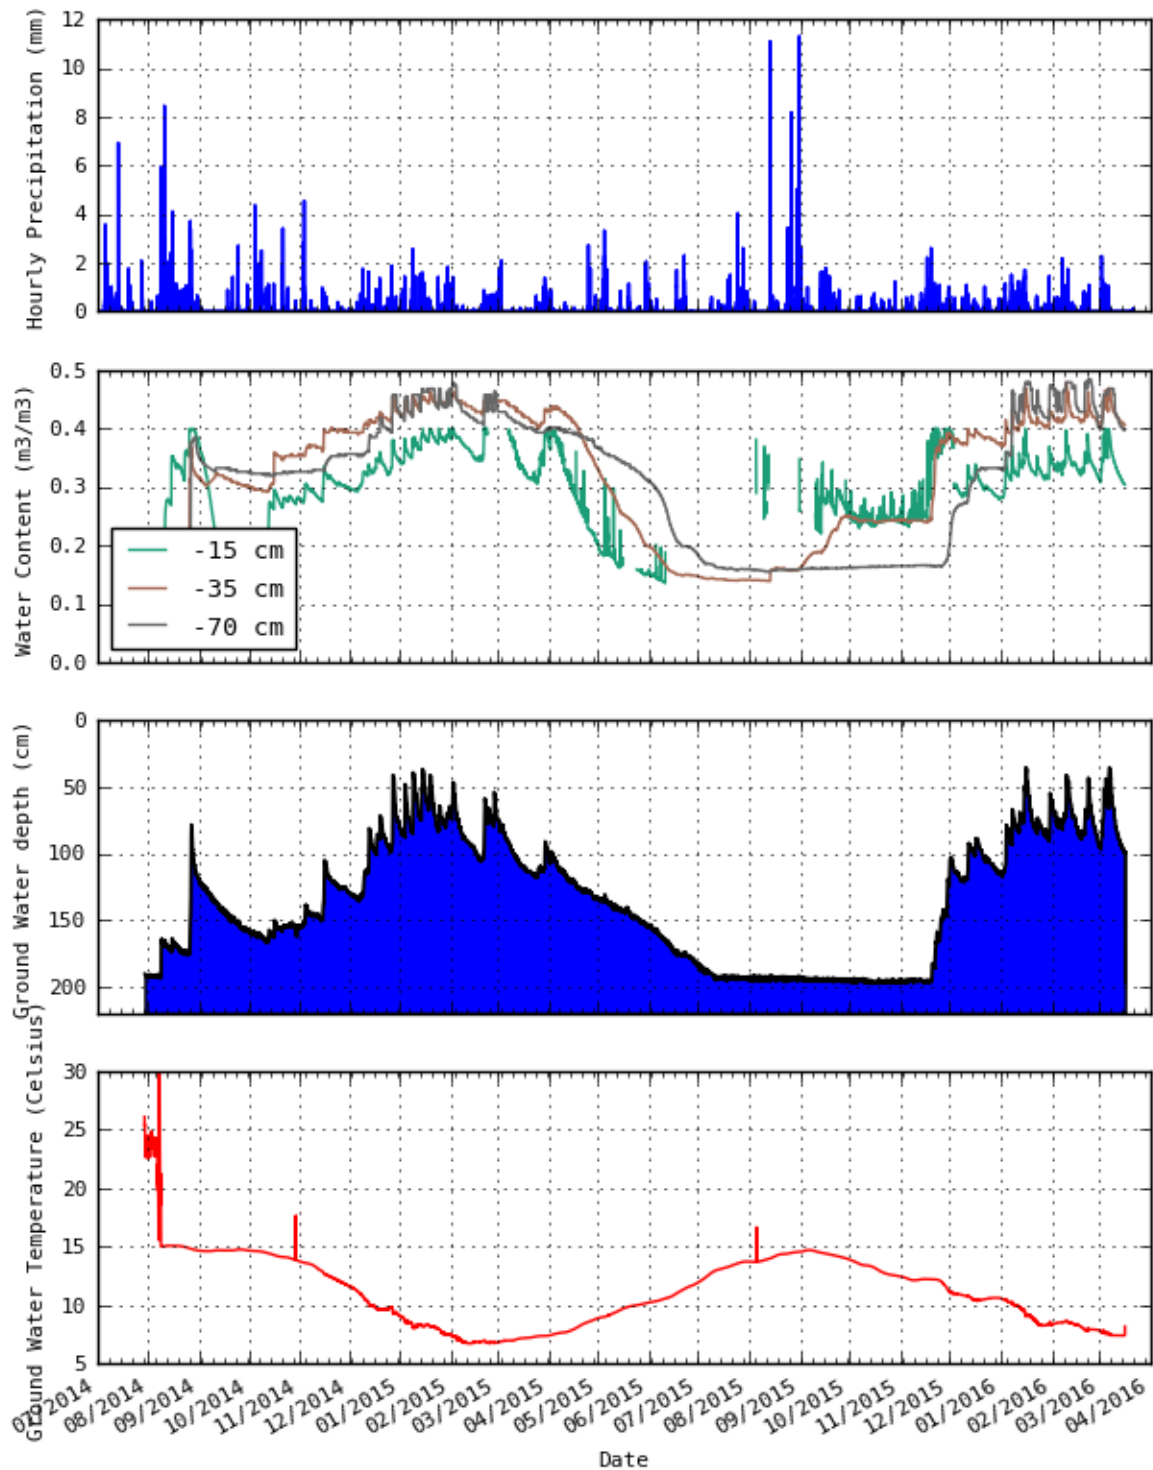 Hourly Precipitation (mm)
12
10
8
6
4
2
0
Water Content (m3/m3)
0.5
0.4
0.3
0.2
0.1
0.0
-15 cm
-35 cm
-70 cm
Ground Water depth (cm)
0
50
100
150
200
Ground Water Temperature (Celsius)
30
25
20
15
10
5
07/2014 08/2014 09/2014 10/2014 11/2014 12/2014 01/2015 02/2015 03/2015 04/2015 05/2015 06/2015 07/2015 08/2015 09/2015 10/2015 11/2015 12/2015 01/2016 02/2016 03/2016 04/2016
Date